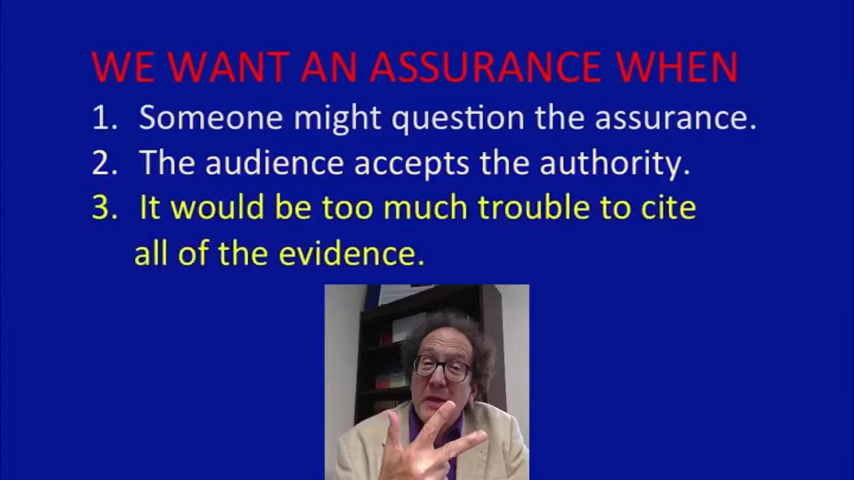 WE WANT AN ASSURANCE WHEN
1. Someone might question the assurance.
2. The audience accepts the authority.
3. It would be too much trouble to cite
all of the evidence.